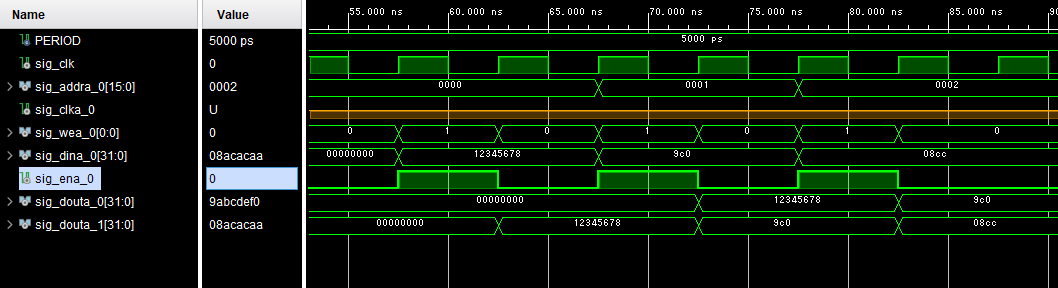 Name Value
55.000 ns 60.000 ns 65.000 ns 70.000 ns 75.000 ns 80.000 ns 85.000 ns 90
PERIOD 5000 ps 5000 ps
sig_clk 0
sig_addra_0[15:0] 0002 0000 0001 0002
sig_clka_0 U
sig_wea_0[0:0] 0 0 1 0 1 0 1 0
sig_dina_0[31:0] 08acacaa 00000000 12345678 9c0 08cc
sig_ena_0 0
sig_douta_0[31:0] 9abcdef0 00000000 12345678 9c0
sig_douta_1[31:0] 08acacaa 00000000 12345678 9c0 08cc